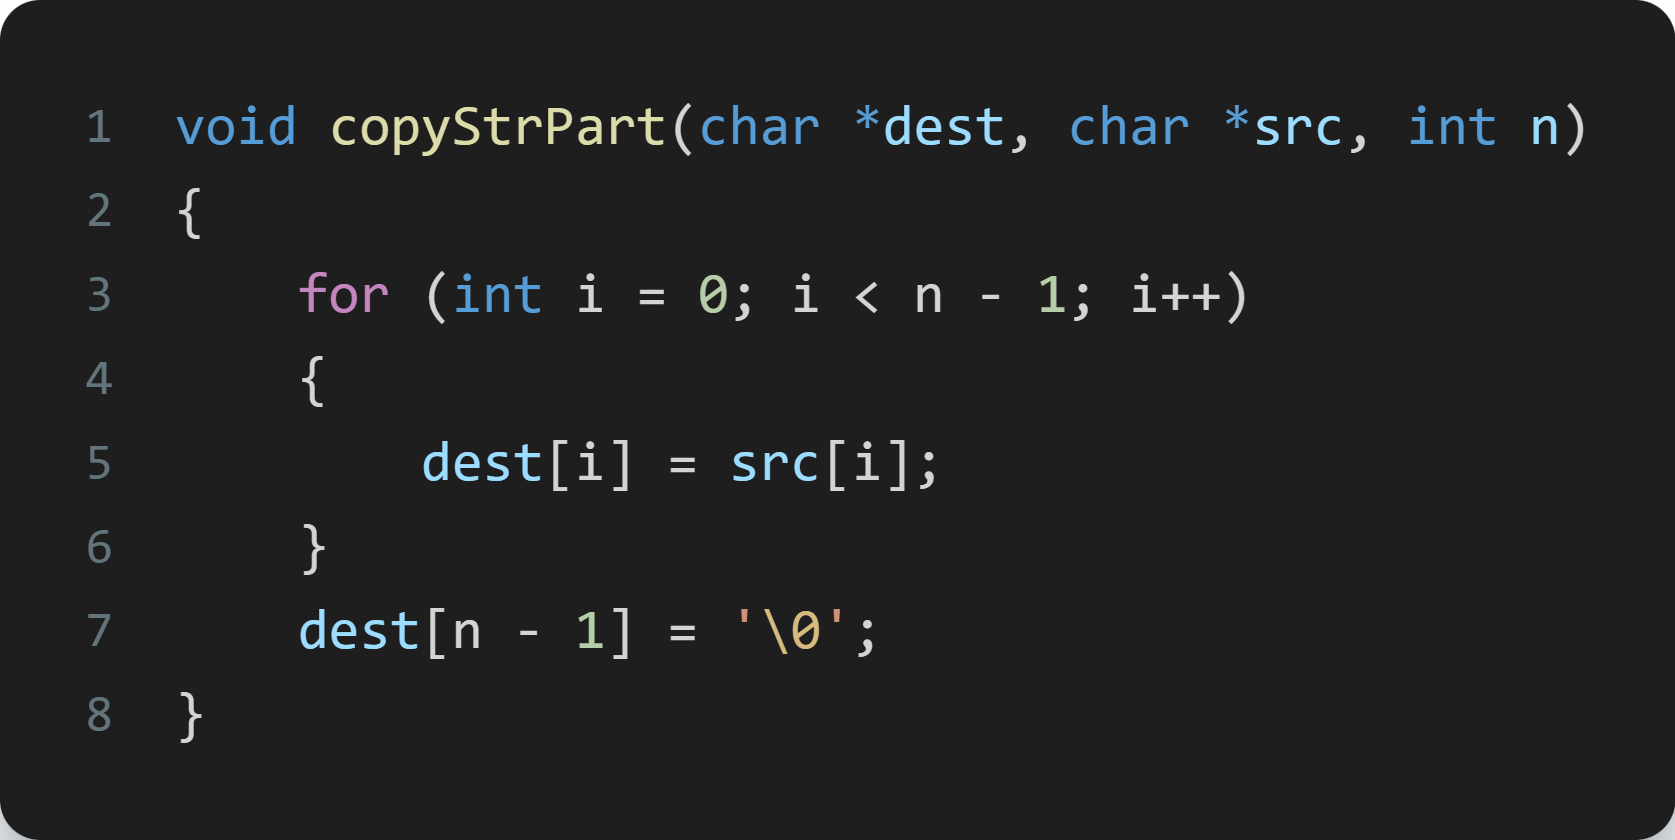 1 void copyStrPart(char *dest, char *src, int n)
2 {
3     for (int i = 0; i < n - 1; i++)
4     {
5         dest[i] = src[i];
6     }
7     dest[n - 1] = '\0';
8 }